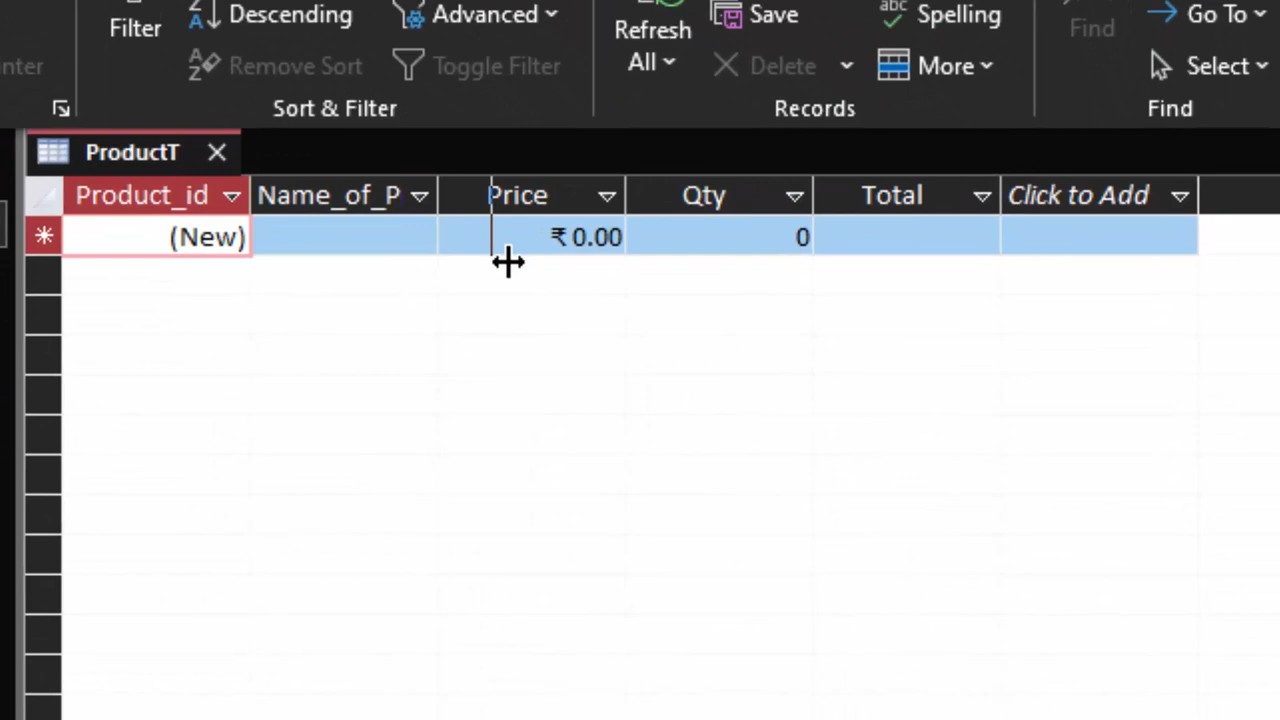 Filter
Descending
Advanced
Refresh
All
Save
abc
Spelling
Find
Go To
nter
A
Z
A
Remove Sort
Toggle Filter
Delete
More
Select
Sort & Filter
Records
Find
ProductT
Product_id
Name_of_P
Price
Qty
Total
Click to Add
(New)
₹ 0.00
0